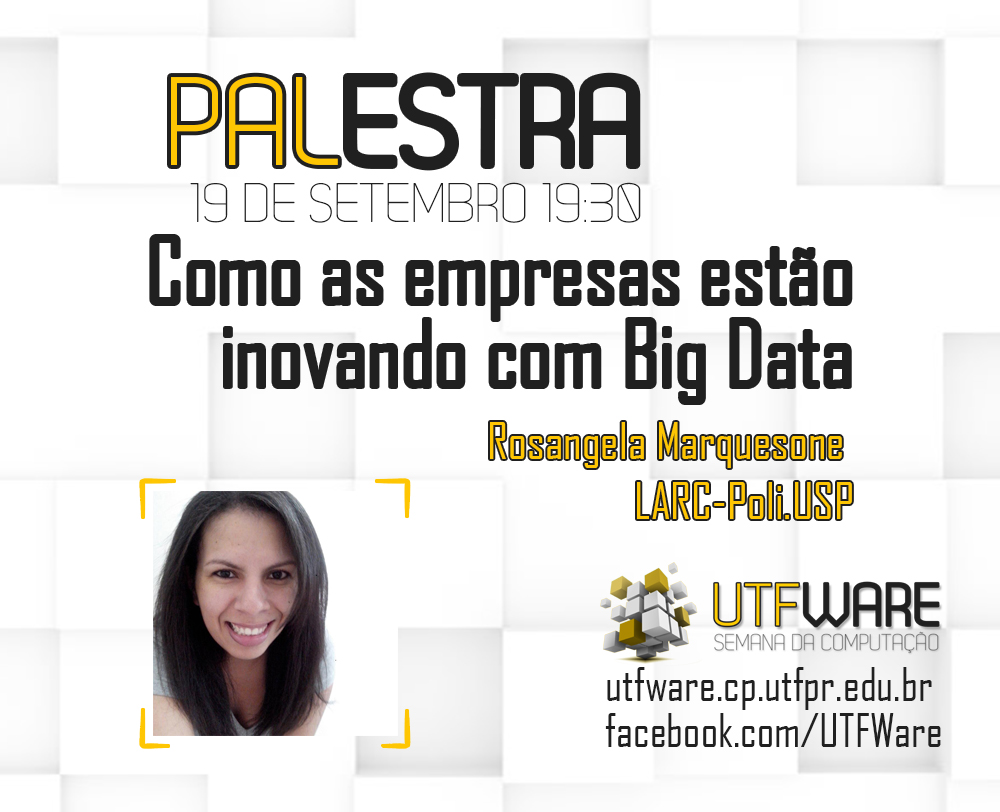 PALESTRA
19 DE SETEMBRO 19:30
Como as empresas estão
inovando com Big Data
Rosangela Marquesone
LARC-Poli.USP
UTFWARE
SEMANA DA COMPUTAÇÃO
utfware.cp.utfpr.edu.br
facebook.com/UTFWare